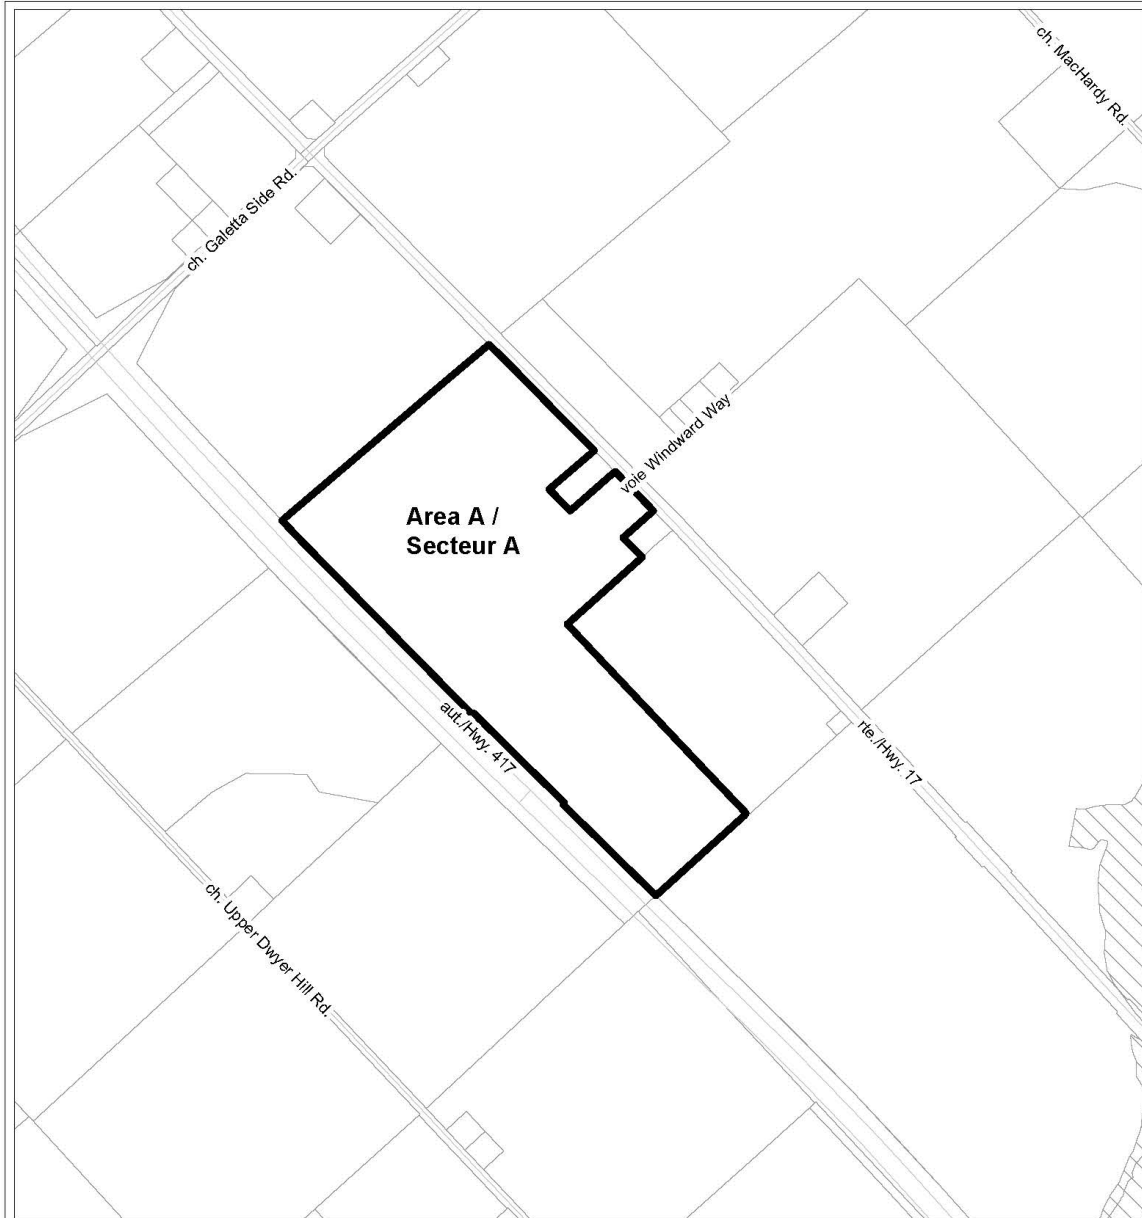 ch. MacHardy Rd.
ch. Galetta Side Rd.
voie Windward Way
Area A /
Secteur A
aut./Hwy. 417
rte./Hwy. 17
ch. Upper Dwyer Hill Rd.